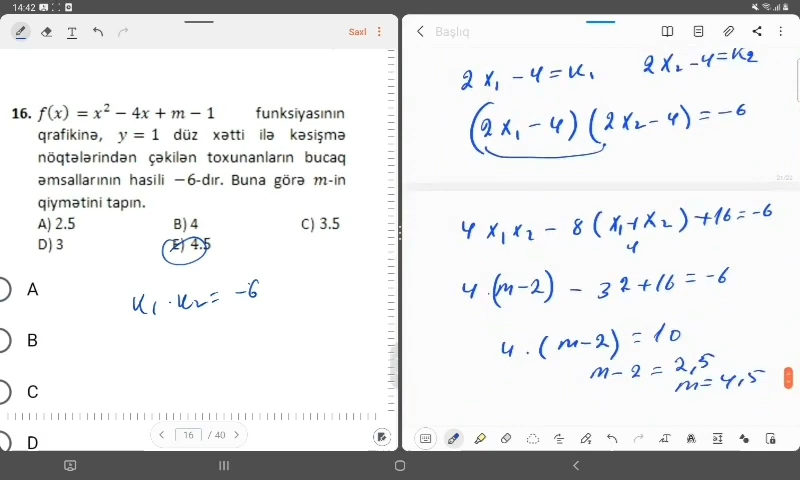 14:42
Saxl
Başlıq
16. f(x) = x² − 4x + m − 1 funksiyasının
qrafikinə, y = 1 düz xətti ilə kəsişmə
nöqtələrindən çəkilən toxunanların bucaq
əmsallarının hasili −6-dır. Buna görə m-in
qiymətini tapın.
A) 2.5 B) 4 C) 3.5
D) 3 E) 4.5
A
B
C
D
K₁ · K₂ = −6
16 / 40
2x₁ − 4 = K₁ 2x₂ − 4 = K₂
(2x₁ − 4)(2x₂ − 4) = −6
21/22
4x₁x₂ − 8(x₁+x₂) + 16 = −6
4
4·(m−2) − 32 + 16 = −6
4·(m−2) = 10
m − 2 = 2,5
m = 4,5